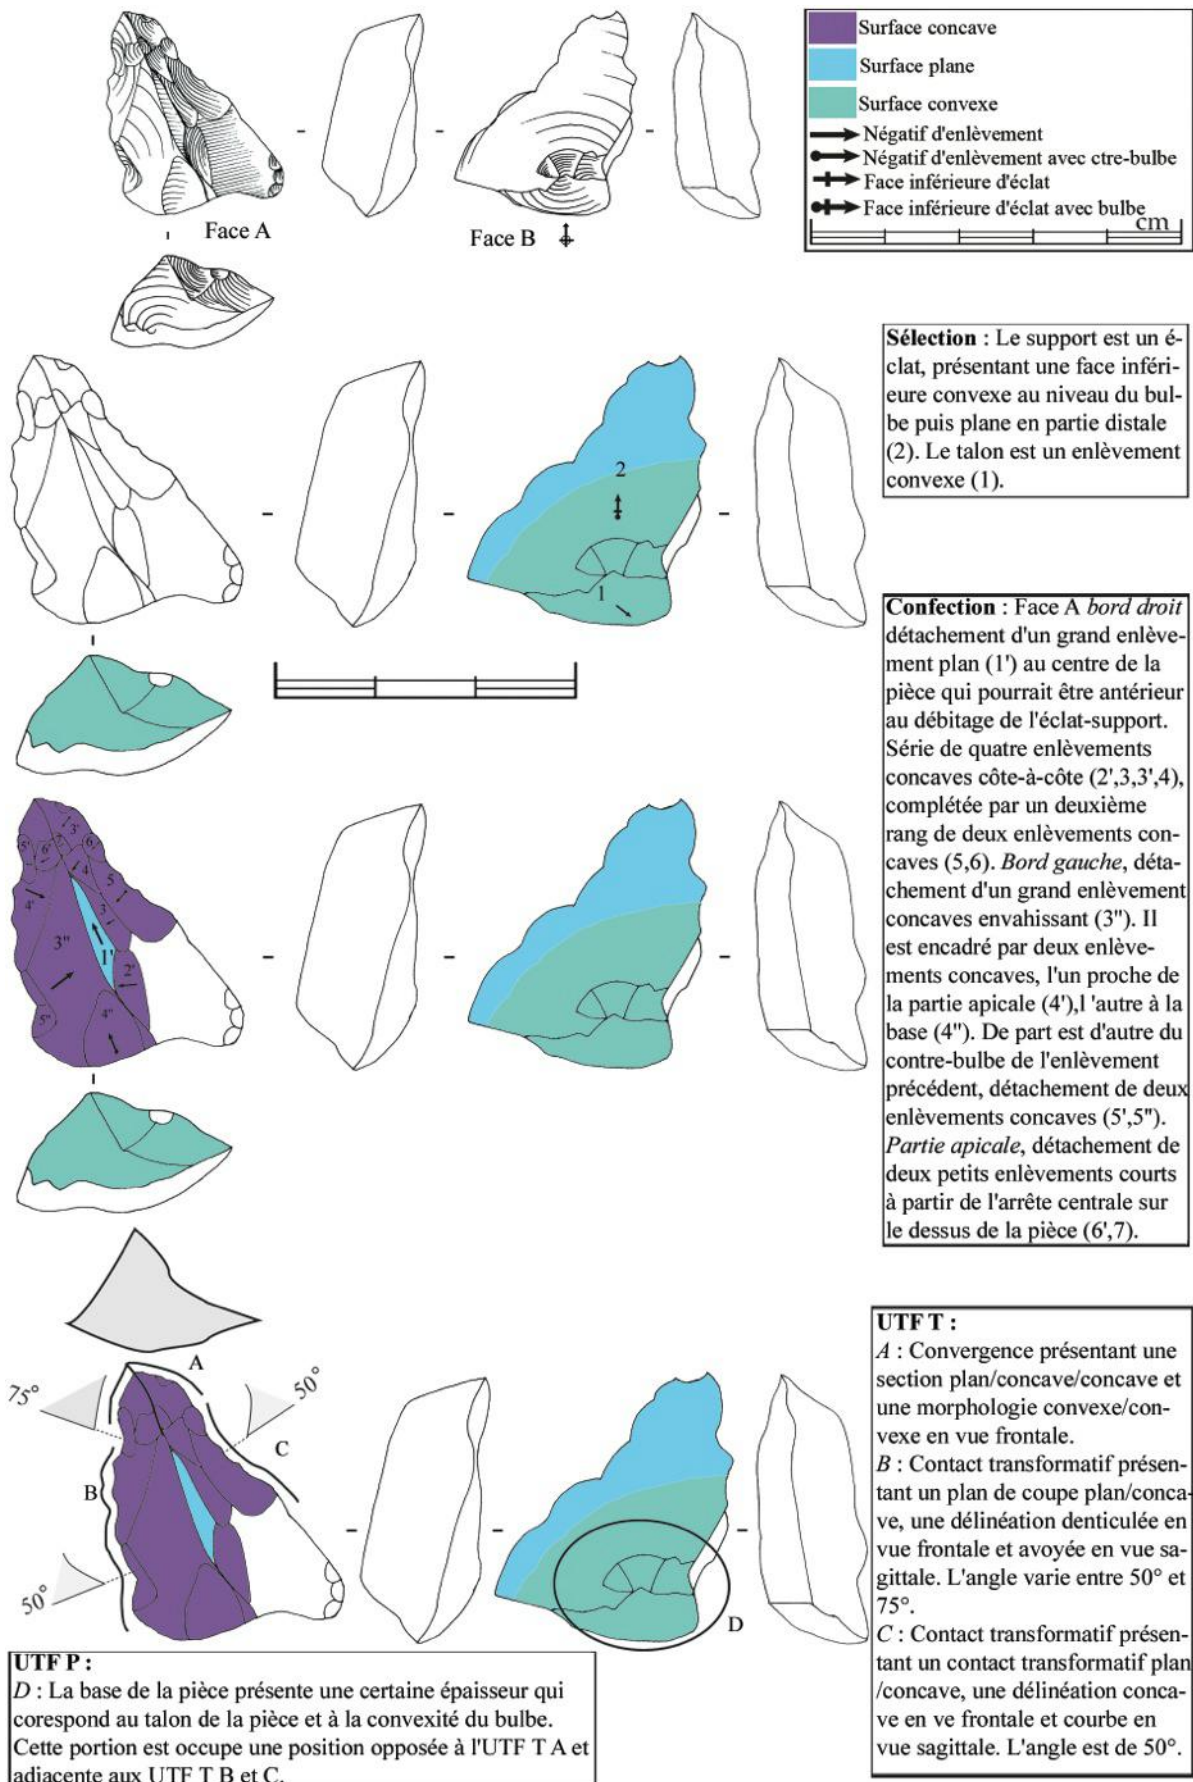 Surface concave
Surface plane
Surface convexe
Négatif d'enlèvement
Négatif d'enlèvement avec ctre-bulbe
Face inférieure d'éclat
Face inférieure d'éclat avec bulbe
cm
Face A
Face B
Sélection : Le support est un é-
clat, présentant une face inféri-
eure convexe au niveau du bul-
be puis plane en partie distale
(2). Le talon est un enlèvement
convexe (1).
2
1
Confection : Face A bord droit
détachement d'un grand enlève-
ment plan (1') au centre de la
pièce qui pourrait être antérieur
au débitage de l'éclat-support.
Série de quatre enlèvements
concaves côte-à-côte (2',3,3',4),
complétée par un deuxième
rang de deux enlèvements con-
caves (5,6). Bord gauche, déta-
chement d'un grand enlèvement
concaves envahissant (3"). Il
est encadré par deux enlève-
ments concaves, l'un proche de
la partie apicale (4'),l 'autre à la
base (4"). De part est d'autre du
contre-bulbe de l'enlèvement
précédent, détachement de deux
enlèvements concaves (5',5").
Partie apicale, détachement de
deux petits enlèvements courts
à partir de l'arrête centrale sur
le dessus de la pièce (6',7).
3'
5'
6'
7
6
4
5
4'
3
3"
1'
2'
5"
4"
A
75°
50°
C
B
50°
D
UTF T :
A : Convergence présentant une
section plan/concave/concave et
une morphologie convexe/con-
vexe en vue frontale.
B : Contact transformatif présen-
tant un plan de coupe plan/conca-
ve, une délinéation denticulée en
vue frontale et avoyée en vue sa-
gittale. L'angle varie entre 50° et
75°.
C : Contact transformatif présen-
tant un contact transformatif plan
/concave, une délinéation conca-
ve en ve frontale et courbe en
vue sagittale. L'angle est de 50°.
UTF P :
D : La base de la pièce présente une certaine épaisseur qui
corespond au talon de la pièce et à la convexité du bulbe.
Cette portion est occupe une position opposée à l'UTF T A et
adjacente aux UTF T B et C.